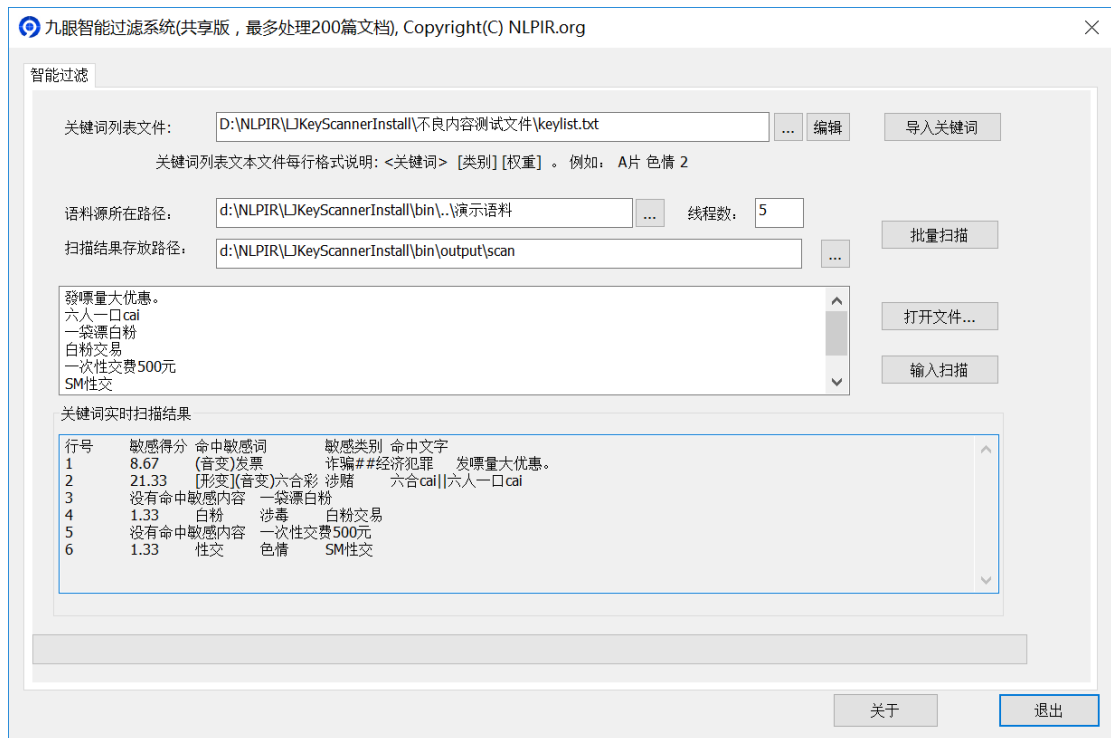 九眼智能过滤系统(共享版，最多处理200篇文档), Copyright(C) NLPIR.org
智能过滤
关键词列表文件: D:\NLPIR\LJKeyScannerInstall\不良内容测试文件\keylist.txt ... 编辑 导入关键词
关键词列表文本文件每行格式说明: <关键词> [类别] [权重] 。 例如： A片 色情 2
语料源所在路径： d:\NLPIR\LJKeyScannerInstall\bin\..\演示语料 ... 线程数： 5
批量扫描
扫描结果存放路径： d:\NLPIR\LJKeyScannerInstall\bin\output\scan ...
發嘌量大优惠。
六人一口cai
一袋漂白粉
白粉交易
一次性交费500元
SM性交
打开文件...
输入扫描
关键词实时扫描结果
行号 敏感得分 命中敏感词 敏感类别 命中文字
1 8.67 (音变)发票 诈骗##经济犯罪 发嘌量大优惠。
2 21.33 [形变](音变)六合彩 涉赌 六合cai||六人一口cai
3 没有命中敏感内容 一袋漂白粉
4 1.33 白粉 涉毒 白粉交易
5 没有命中敏感内容 一次性交费500元
6 1.33 性交 色情 SM性交
关于 退出